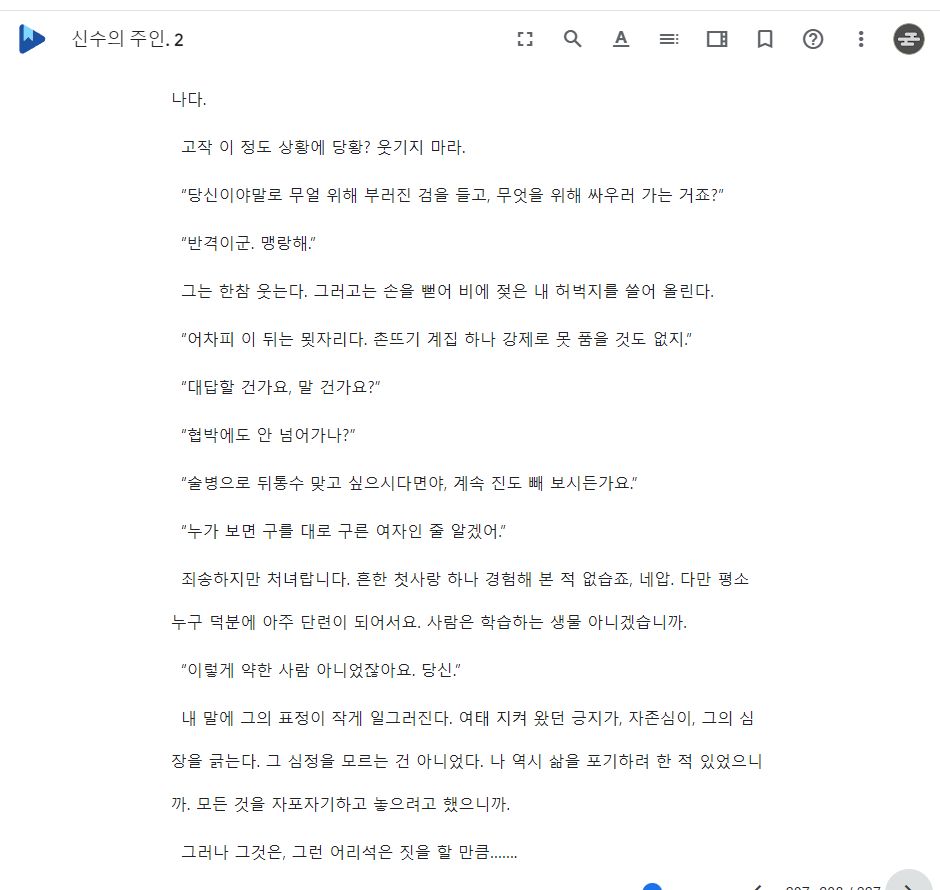 신수의 주인. 2
나다.
고작 이 정도 상황에 당황? 웃기지 마라.
“당신이야말로 무얼 위해 부러진 검을 들고, 무엇을 위해 싸우러 가는 거죠?”
“반격이군. 맹랑해.”
그는 한참 웃는다. 그러고는 손을 뻗어 비에 젖은 내 허벅지를 쓸어 올린다.
“어차피 이 뒤는 묏자리다. 촌뜨기 계집 하나 강제로 못 품을 것도 없지.”
“대답할 건가요, 말 건가요?”
“협박에도 안 넘어가나?”
“술병으로 뒤통수 맞고 싶으시다면야, 계속 진도 빼 보시든가요.”
“누가 보면 구를 대로 구른 여자인 줄 알겠어.”
죄송하지만 처녀랍니다. 흔한 첫사랑 하나 경험해 본 적 없습죠, 네압. 다만 평소
누구 덕분에 아주 단련이 되어서요. 사람은 학습하는 생물 아니겠습니까.
“이렇게 약한 사람 아니었잖아요. 당신.”
내 말에 그의 표정이 작게 일그러진다. 여태 지켜 왔던 긍지가, 자존심이, 그의 심
장을 긁는다. 그 심정을 모르는 건 아니었다. 나 역시 삶을 포기하려 한 적 있었으니
까. 모든 것을 자포자기하고 놓으려고 했으니까.
그러나 그것은, 그런 어리석은 짓을 할 만큼…….